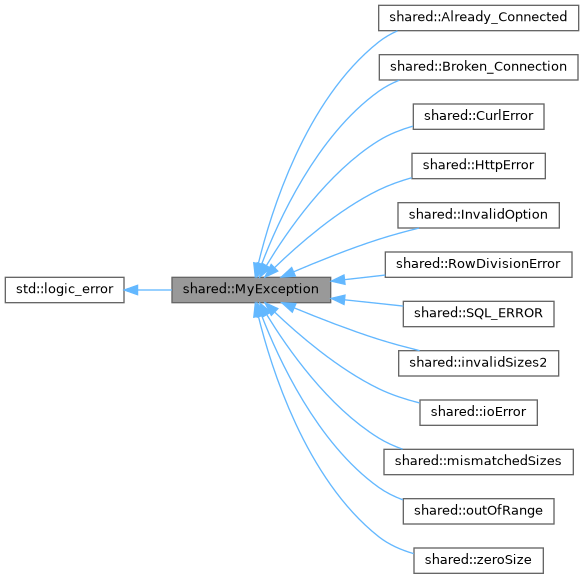 shared::Already_Connected
shared::Broken_Connection
shared::CurlError
shared::HttpError
shared::InvalidOption
shared::RowDivisionError
std::logic_error
shared::MyException
shared::SQL_ERROR
shared::invalidSizes2
shared::ioError
shared::mismatchedSizes
shared::outOfRange
shared::zeroSize